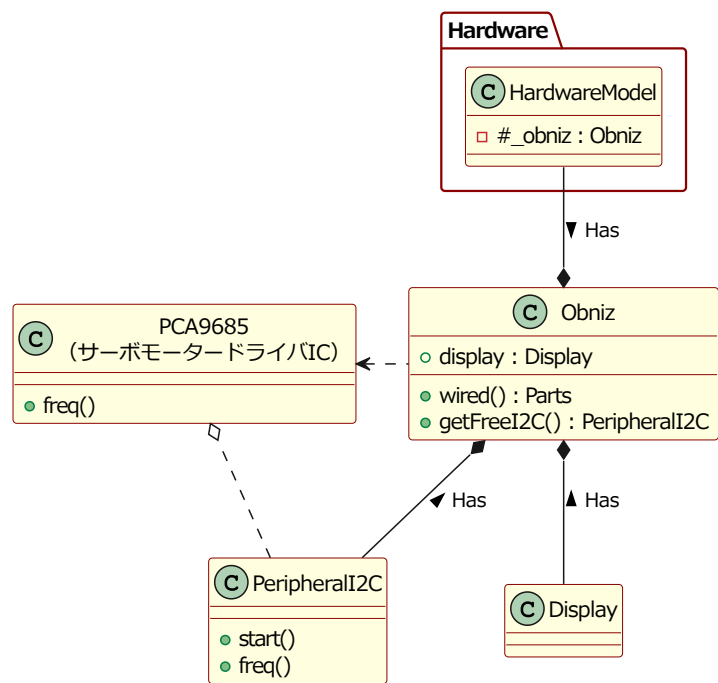 Hardware
C HardwareModel
#_obniz : Obniz
Has
C Obniz
display : Display
wired() : Parts
getFreeI2C() : PeripheralI2C
C PCA9685
（サーボモータードライバIC）
freq()
Has
Has
C PeripheralI2C
start()
freq()
C Display